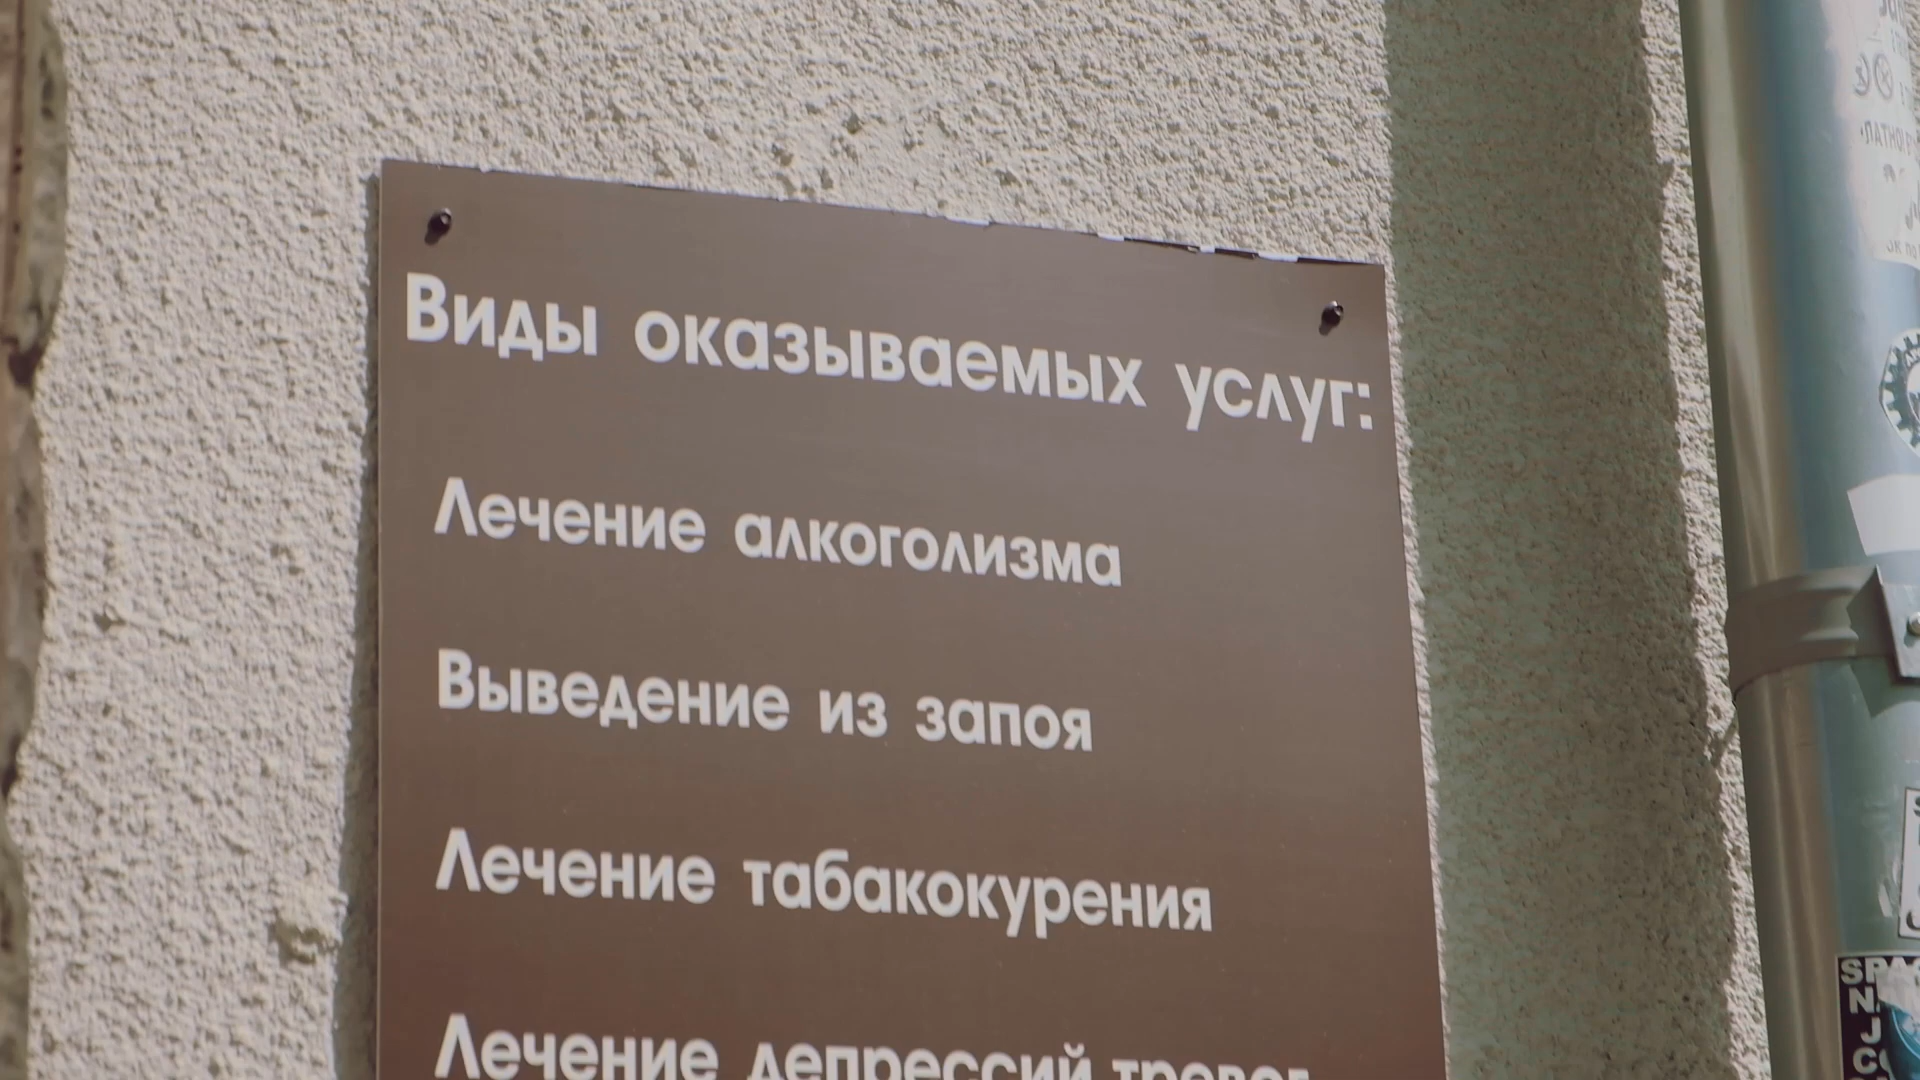 Виды оказываемых услуг:
Лечение алкоголизма
Выведение из запоя
Лечение табакокурения
Лечение депрессий тревог